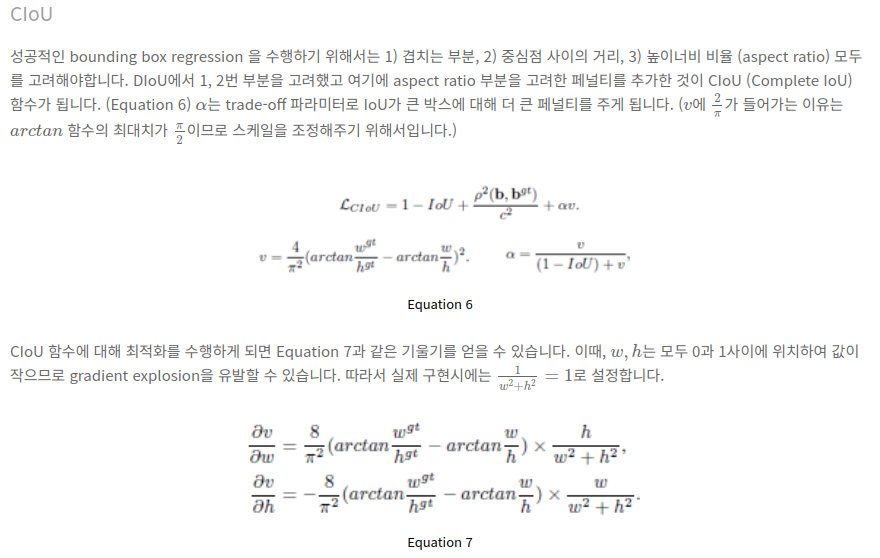 CIoU
성공적인 bounding box regression 을 수행하기 위해서는 1) 겹치는 부분, 2) 중심점 사이의 거리, 3) 높이너비 비율 (aspect ratio) 모두
를 고려해야합니다. DIoU에서 1, 2번 부분을 고려했고 여기에 aspect ratio 부분을 고려한 페널티를 추가한 것이 CIoU (Complete IoU)
함수가 됩니다. (Equation 6) α는 trade-off 파라미터로 IoU가 큰 박스에 대해 더 큰 페널티를 주게 됩니다. (v에 \frac{2}{π}가 들어가는 이유는
arctan 함수의 최대치가 \frac{π}{2}이므로 스케일을 조정해주기 위해서입니다.)
\mathcal{L}_{CIoU} = 1 − IoU + \frac{ρ^2(\mathbf{b}, \mathbf{b}^{gt})}{c^2} + αv.
v = \frac{4}{π^2}(arctan\frac{w^{gt}}{h^{gt}} − arctan\frac{w}{h})^2. α = \frac{v}{(1 − IoU) + v},
Equation 6
CIoU 함수에 대해 최적화를 수행하게 되면 Equation 7과 같은 기울기를 얻을 수 있습니다. 이때, w, h는 모두 0과 1사이에 위치하여 값이
작으므로 gradient explosion을 유발할 수 있습니다. 따라서 실제 구현시에는 \frac{1}{w^2+h^2} = 1로 설정합니다.
\frac{∂v}{∂w} = \frac{8}{π^2}(arctan\frac{w^{gt}}{h^{gt}} − arctan\frac{w}{h}) × \frac{h}{w^2 + h^2},
\frac{∂v}{∂h} = −\frac{8}{π^2}(arctan\frac{w^{gt}}{h^{gt}} − arctan\frac{w}{h}) × \frac{w}{w^2 + h^2}.
Equation 7